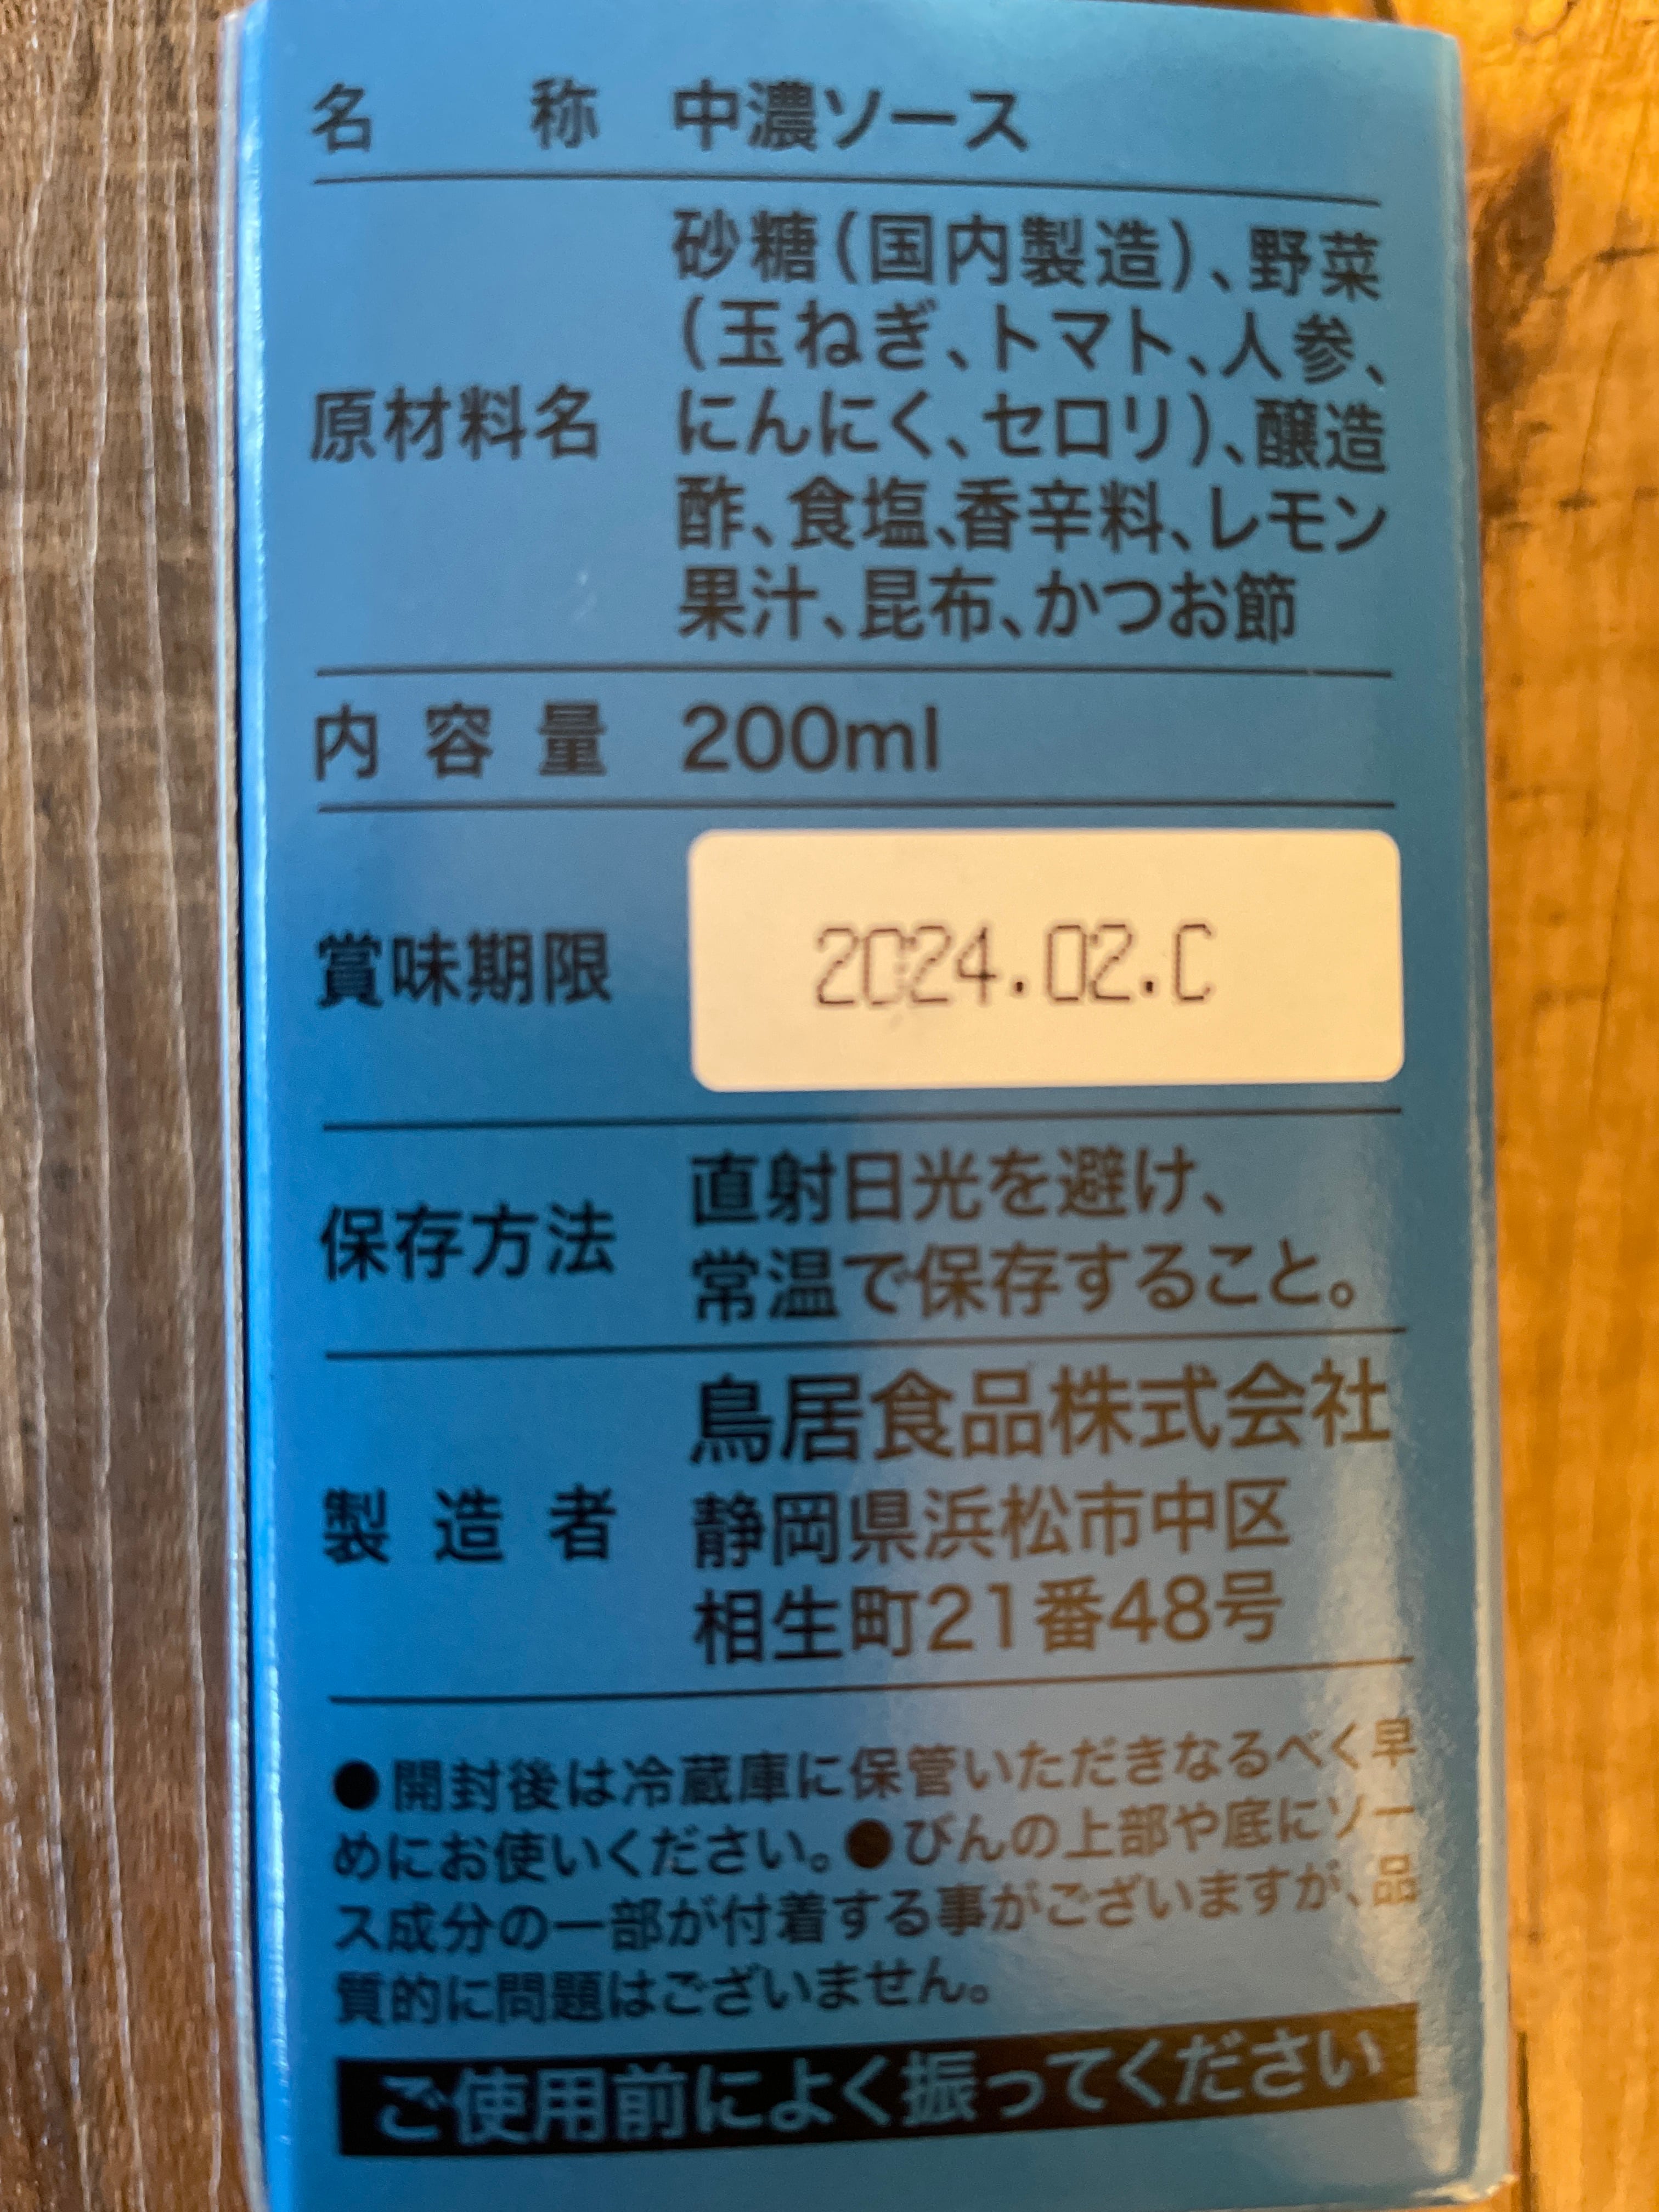 名称 中濃ソース
砂糖(国内製造)、野菜
(玉ねぎ、トマト、人参、
原材料名 にんにく、セロリ)、醸造
酢、食塩、香辛料、レモン
果汁、昆布、かつお節
内容量 200ml
賞味期限 2024.02.C
保存方法 直射日光を避け、
常温で保存すること。
鳥居食品株式会社
製造者 静岡県浜松市中区
相生町21番48号
●開封後は冷蔵庫に保管いただきなるべく早
めにお使いください。●びんの上部や底にソー
ス成分の一部が付着する事がございますが、品
質的に問題はございません。
ご使用前によく振ってください